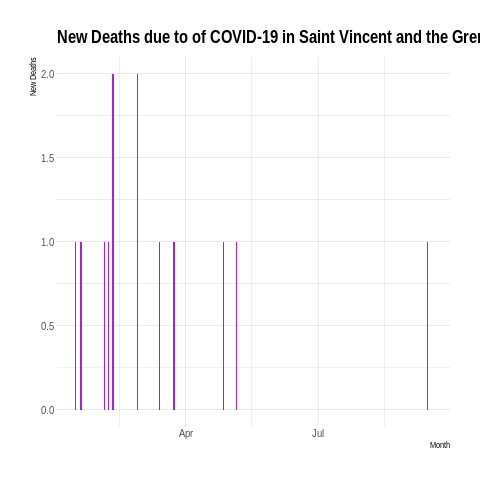 New Deaths due to of COVID-19 in Saint Vincent and the Gre
New Deaths
2.0
1.5
1.0
0.5
0.0
Apr
Jul
Month